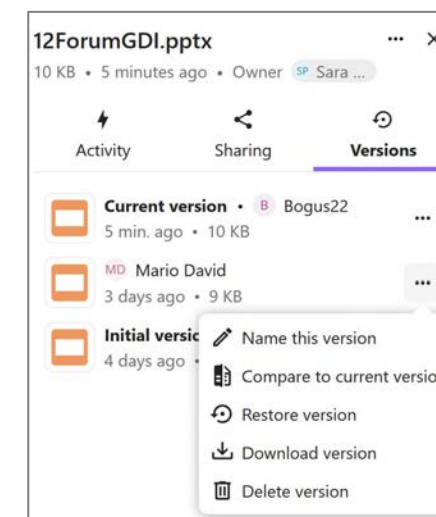 12ForumGDI.pptx
10 KB • 5 minutes ago • Owner SP Sara ...
Activity Sharing Versions
Current version • B Bogus22
5 min. ago • 10 KB
MD Mario David
3 days ago • 9 KB
Initial versic
4 days ago •
Name this version
Compare to current versio
Restore version
Download version
Delete version